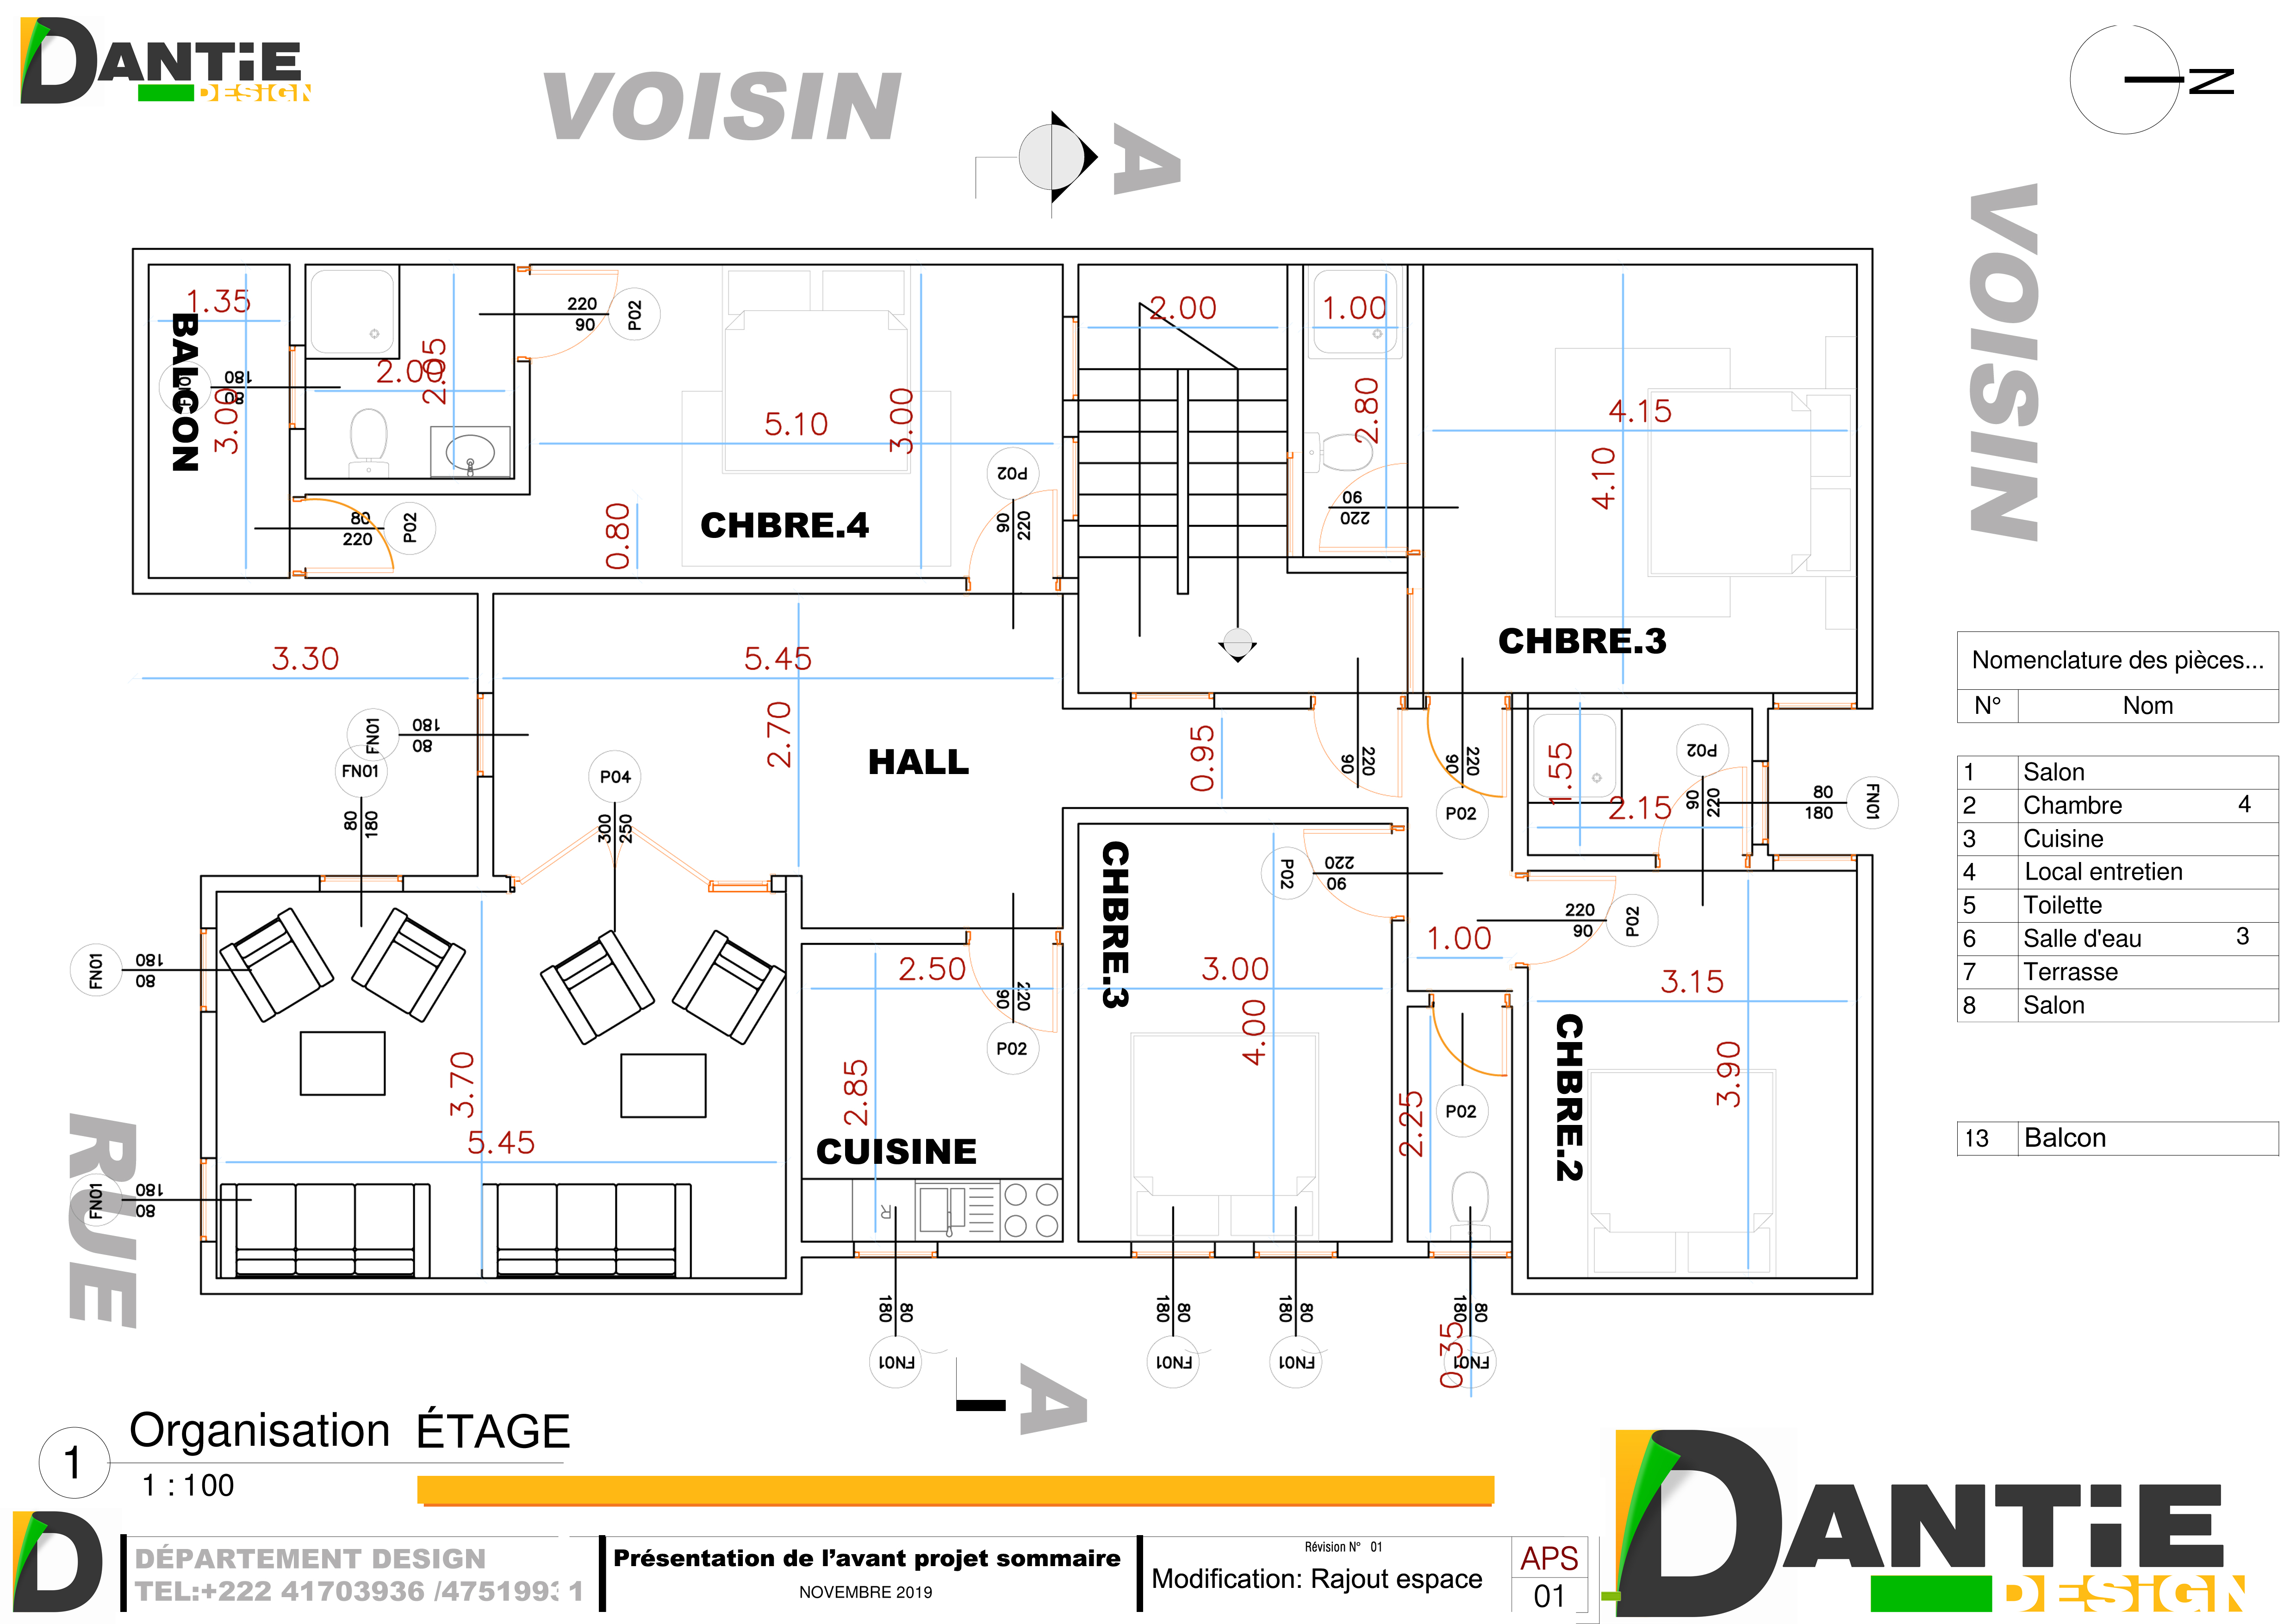 DANTiE
DESiGN
VOISIN
A
N
VOISIN
1.35
BALCON
180
80
3.00
2.00
2.05
220
90
P02
5.10
3.00
CHBRE.4
0.80
80
220
P02
P02
90
220
2.00
1.00
2.80
90
220
4.15
4.10
CHBRE.3
3.30
5.45
2.70
HALL
0.95
FN01
180
80
FN01
80
180
P04
300
250
220
90
220
90
P02
1.55
2.15
P02
90
220
80
180
FN01
CHBRE.3
P02
220
90
1.00
220
90
P02
3.15
3.90
CHBRE.2
FN01
180
80
FN01
180
80
3.70
5.45
2.50
90
220
P02
2.85
CUISINE
R
3.00
4.00
2.25
P02
RUE
180
80
FN01
180
80
FN01
180
80
FN01
180
80
FN01
0.35
A
Nomenclature des pièces...
N° Nom
1 Salon
2 Chambre 4
3 Cuisine
4 Local entretien
5 Toilette
6 Salle d'eau 3
7 Terrasse
8 Salon
13 Balcon
1
Organisation ÉTAGE
1 : 100
DÉPARTEMENT DESIGN
TEL:+222 41703936
Présentation de l’avant projet sommaire
NOVEMBRE 2019
Révision N° 01
Modification: Rajout espace
APS
01
DANTiE
DESiGN